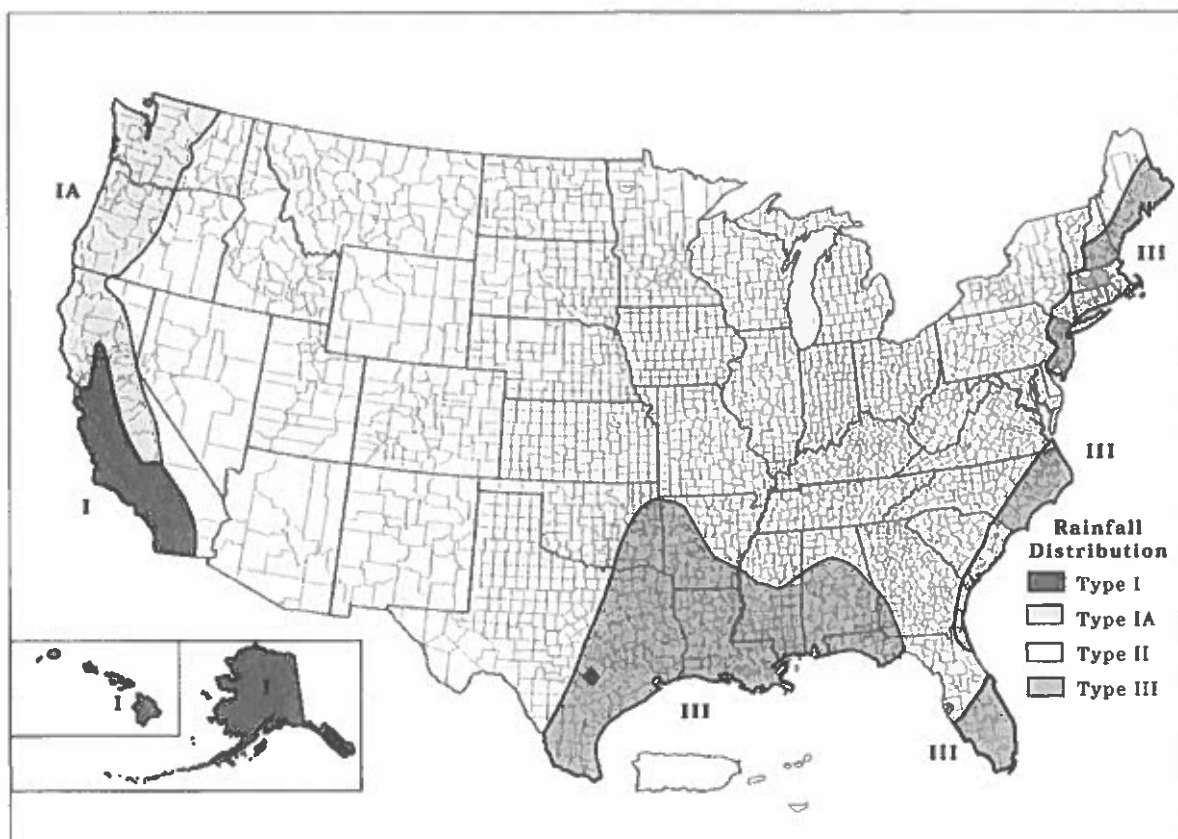 IA
III
III
I
Rainfall
Distribution
Type I
Type IA
Type II
Type III
I
I
III
III